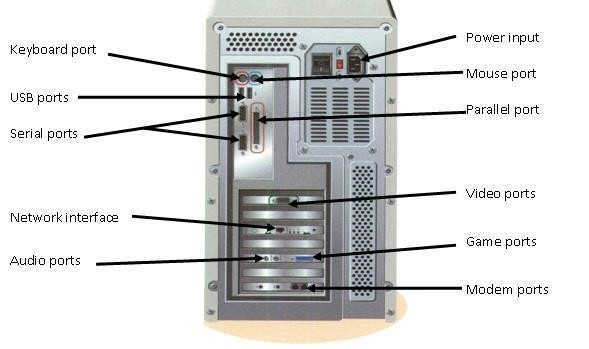 Keyboard port
USB ports
Serial ports
Network interface
Audio ports
Power input
Mouse port
Parallel port
Video ports
Game ports
Modem ports